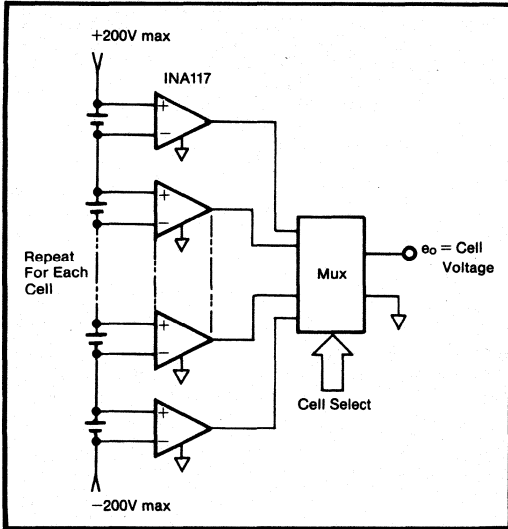 +200V max
INA117
+
−
+
−
Repeat
For Each
Cell
Mux
eo = Cell
Voltage
+
−
Cell Select
+
−
−200V max